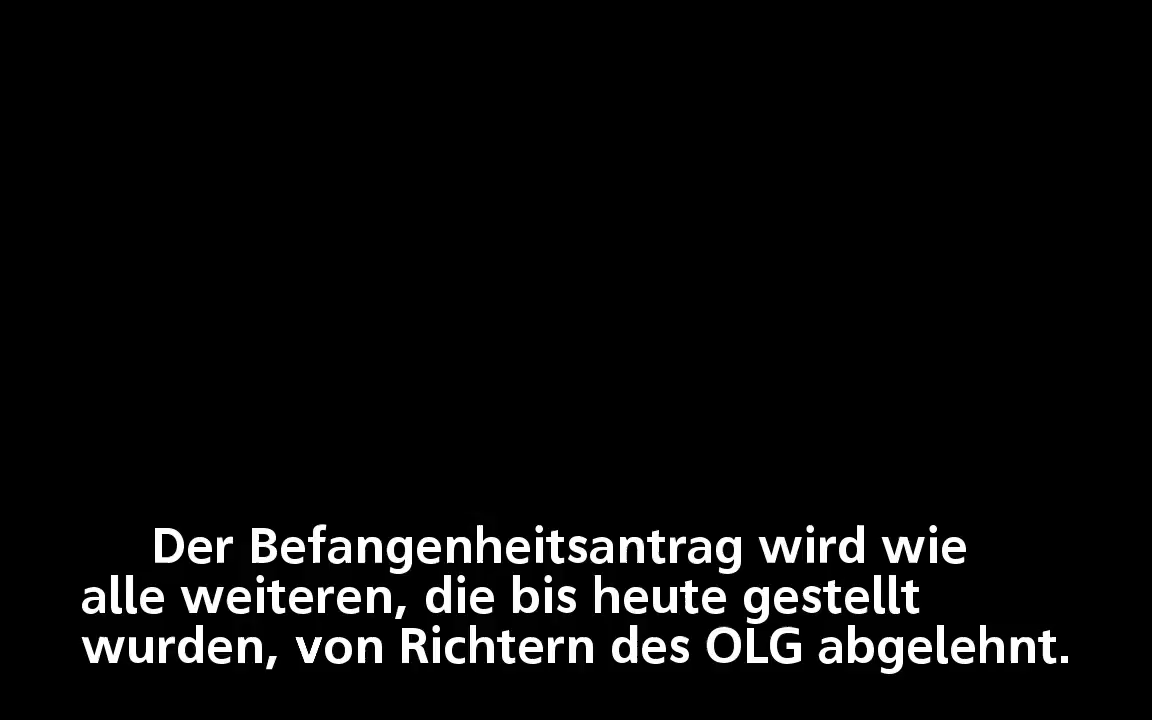 Der Befangenheitsantrag wird wie
alle weiteren, die bis heute gestellt
wurden, von Richtern des OLG abgelehnt.